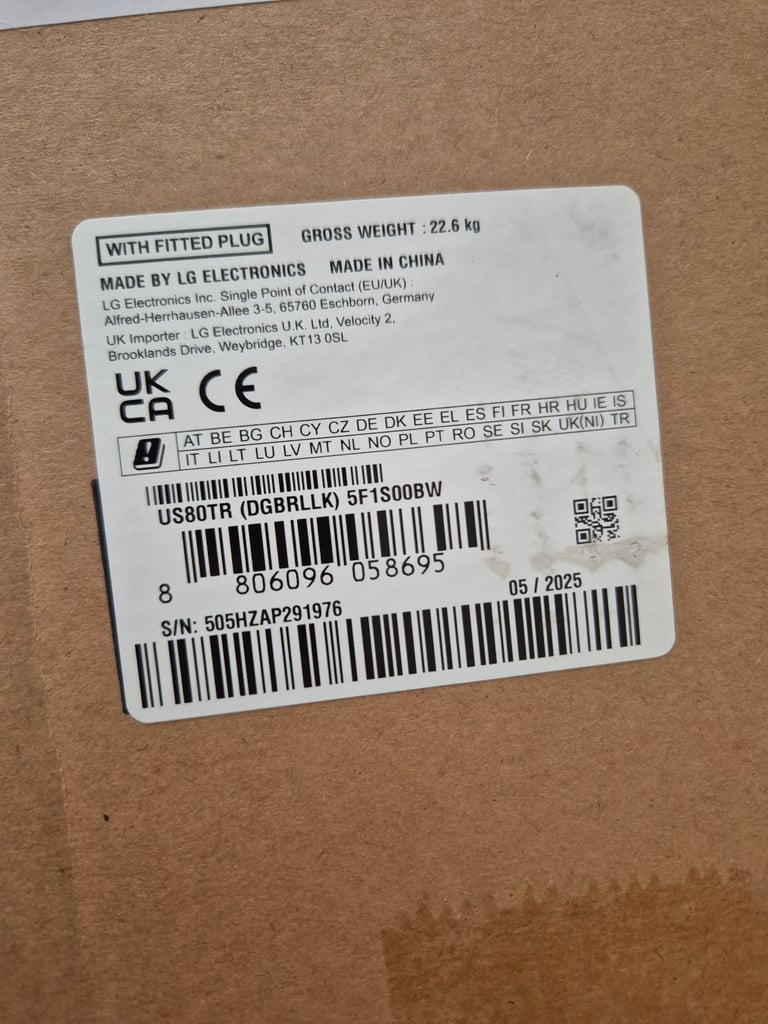 WITH FITTED PLUG GROSS WEIGHT : 22.6 kg
MADE BY LG ELECTRONICS MADE IN CHINA
LG Electronics Inc. Single Point of Contact (EU/UK) :
Alfred-Herrhausen-Allee 3-5, 65760 Eschborn, Germany
UK Importer : LG Electronics U.K. Ltd, Velocity 2,
Brooklands Drive, Weybridge, KT13 0SL
UK
CA CE
AT BE BG CH CY CZ DE DK EE EL ES FI FR HR HU IE IS
IT LI LT LU LV MT NL NO PL PT RO SE SI SK UK(NI) TR
US80TR (DGBRLLK) 5F1S00BW
8 806096 058695
S/N: 505HZAP291976 05 / 2025